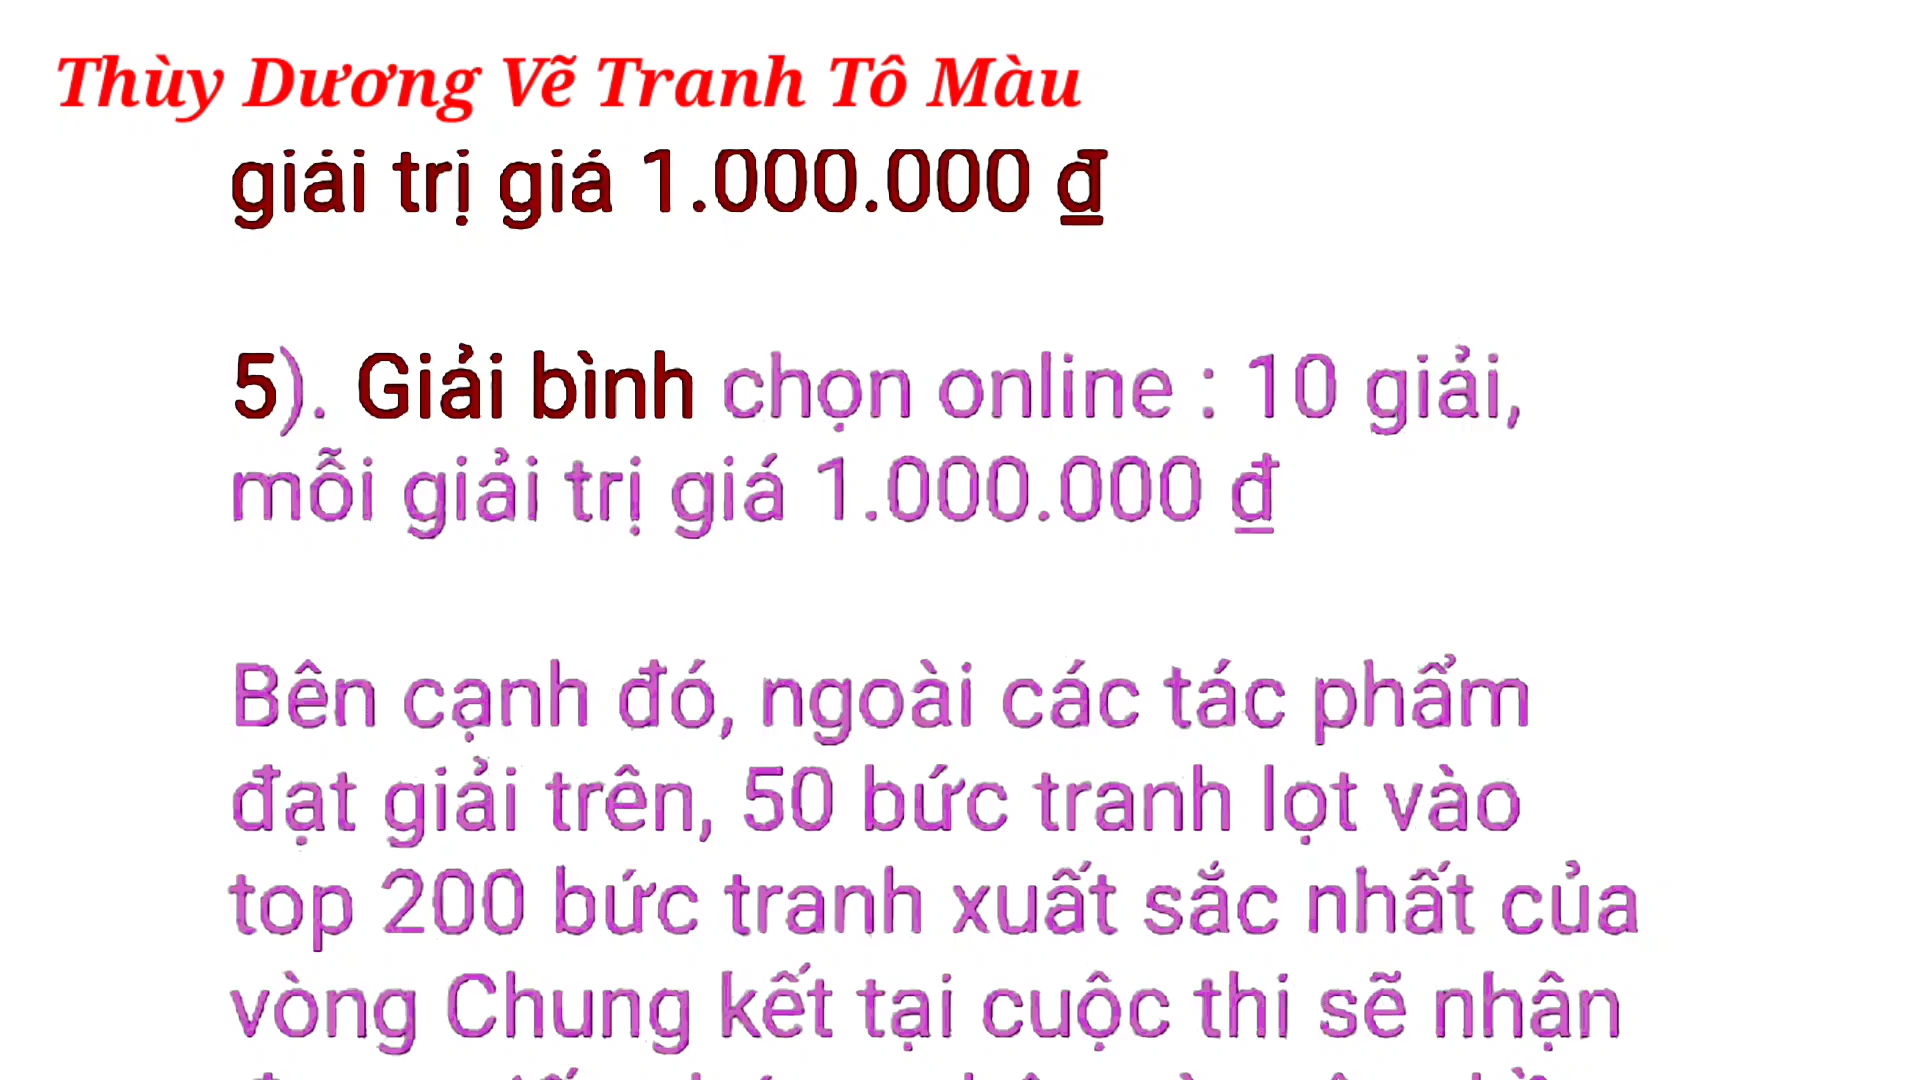 Thùy Dương Vẽ Tranh Tô Màu
giải trị giá 1.000.000 ₫
5). Giải bình chọn online : 10 giải,
mỗi giải trị giá 1.000.000 ₫
Bên cạnh đó, ngoài các tác phẩm
đạt giải trên, 50 bức tranh lọt vào
top 200 bức tranh xuất sắc nhất của
vòng Chung kết tại cuộc thi sẽ nhận